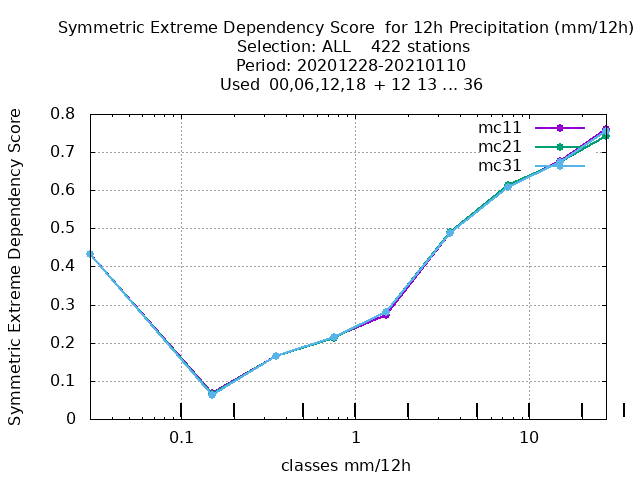 Symmetric Extreme Dependency Score  for 12h Precipitation (mm/12h)
Selection: ALL    422 stations
Period: 20201228-20210110
Used  00,06,12,18  + 12 13 ... 36
Symmetric Extreme Dependency Score
0.8
0.7
0.6
0.5
0.4
0.3
0.2
0.1
0
mc11
mc21
mc31
0.1
1
10
classes mm/12h